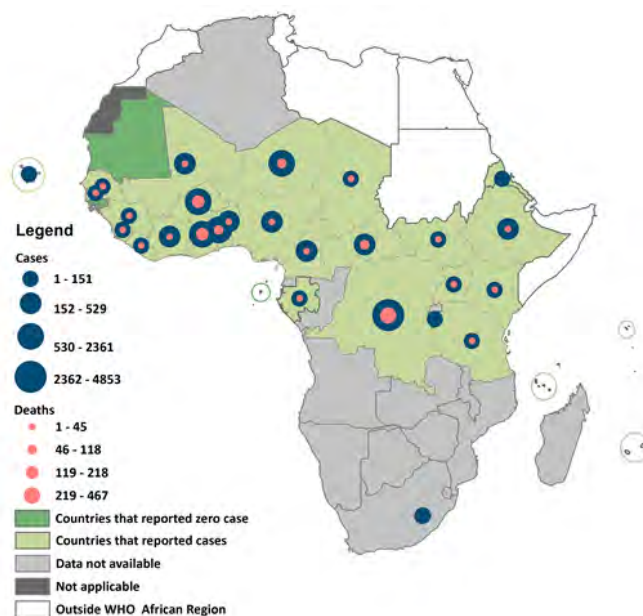 Legend
Cases
1 - 151
152 - 529
530 - 2361
2362 - 4853
Deaths
1 - 45
46 - 118
119 - 218
219 - 467
Countries that reported zero case
Countries that reported cases
Data not available
Not applicable
Outside WHO African Region